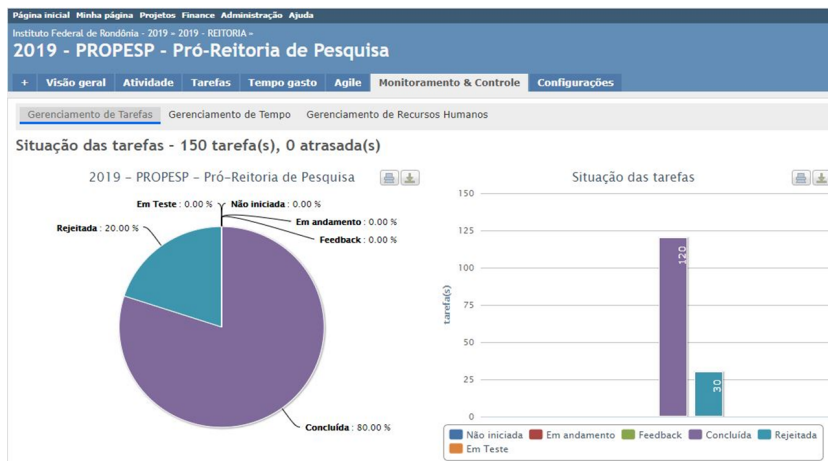 Página inicial Minha página Projetos Finance Administração Ajuda
Instituto Federal de Rondônia - 2019 » 2019 - REITORIA »
2019 - PROPESP - Pró-Reitoria de Pesquisa
+ Visão geral Atividade Tarefas Tempo gasto Agile Monitoramento & Controle Configurações
Gerenciamento de Tarefas Gerenciamento de Tempo Gerenciamento de Recursos Humanos
Situação das tarefas - 150 tarefa(s), 0 atrasada(s)
2019 - PROPESP - Pró-Reitoria de Pesquisa
Em Teste : 0.00 %
Não iniciada : 0.00 %
Em andamento : 0.00 %
Feedback : 0.00 %
Rejeitada : 20.00 %
Concluída : 80.00 %
Situação das tarefas
150
125
100
75
50
25
0
tarefa(s)
120
30
Não iniciada Em andamento Feedback Concluída Rejeitada
Em Teste